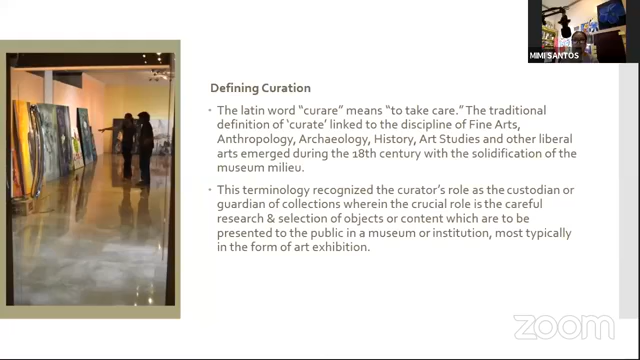 MIMI SANTOS
Defining Curation
The latin word “curare” means “to take care.” The traditional
definition of ‘curate’ linked to the discipline of Fine Arts,
Anthropology, Archaeology, History, Art Studies and other liberal
arts emerged during the 18th century with the solidification of the
museum milieu.
This terminology recognized the curator’s role as the custodian or
guardian of collections wherein the crucial role is the careful
research & selection of objects or content which are to be
presented to the public in a museum or institution, most typically
in the form of art exhibition.
zoom